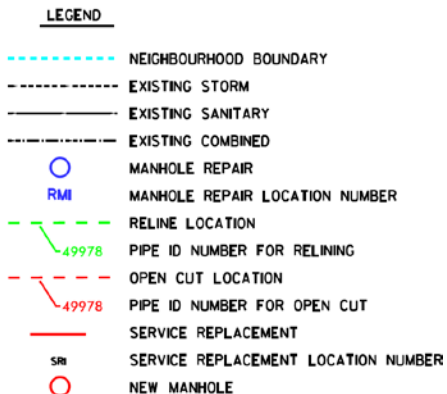 LEGEND
NEIGHBOURHOOD BOUNDARY
EXISTING STORM
EXISTING SANITARY
EXISTING COMBINED
MANHOLE REPAIR
RM1 MANHOLE REPAIR LOCATION NUMBER
RELINE LOCATION
49978 PIPE ID NUMBER FOR RELINING
OPEN CUT LOCATION
49978 PIPE ID NUMBER FOR OPEN CUT
SERVICE REPLACEMENT
SR1 SERVICE REPLACEMENT LOCATION NUMBER
NEW MANHOLE